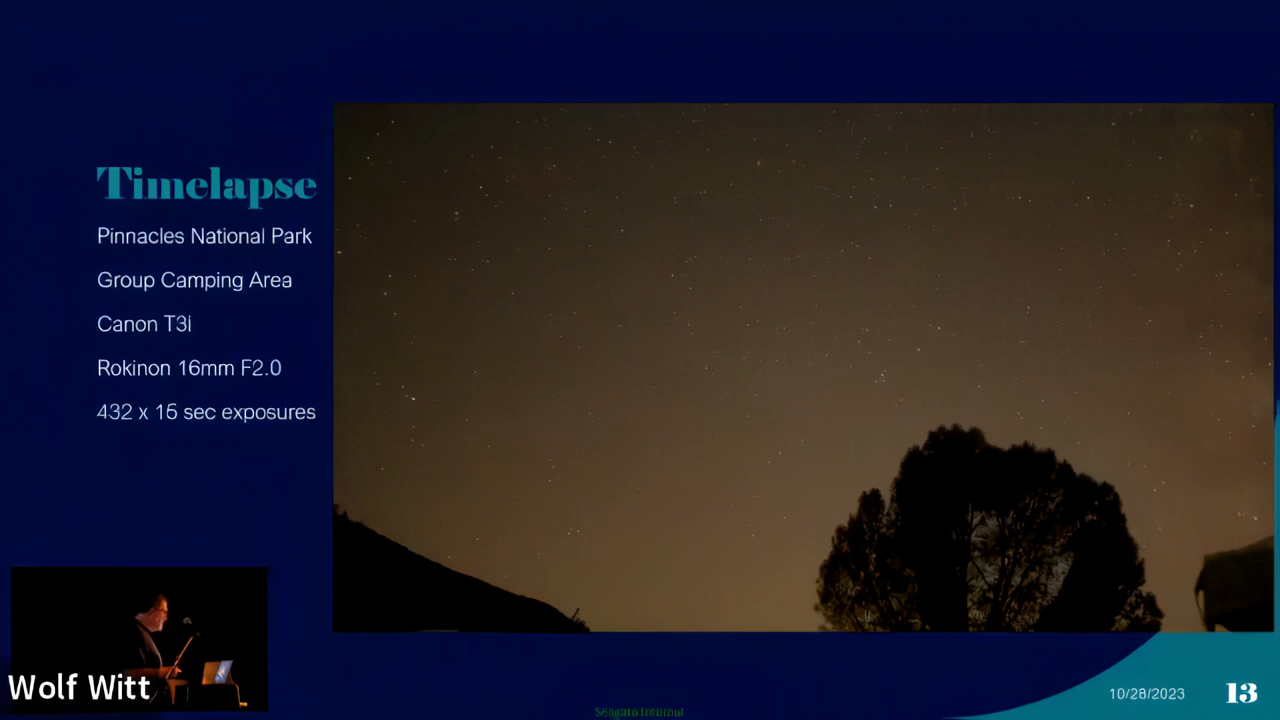 Timelapse
Pinnacles National Park
Group Camping Area
Canon T3i
Rokinon 16mm F2.0
432 x 15 sec exposures
Wolf Witt
10/28/2023
13